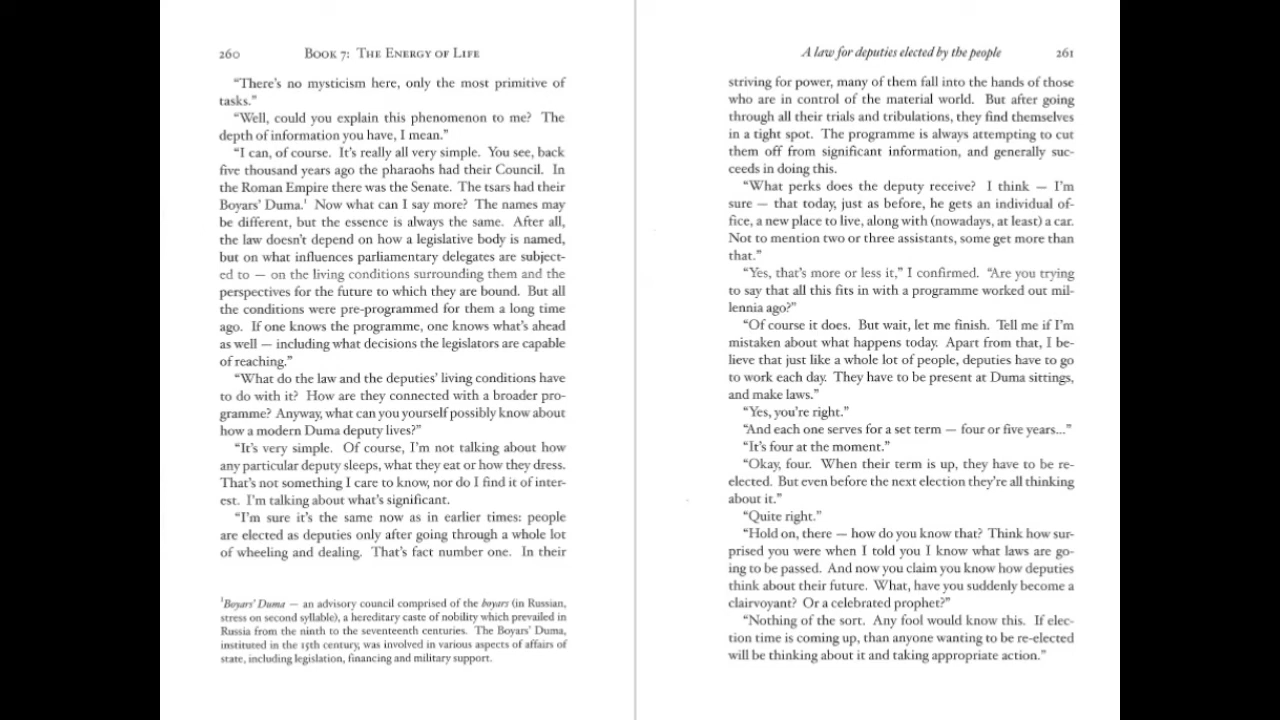 260
BOOK 7: THE ENERGY OF LIFE
“There’s no mysticism here, only the most primitive of
tasks.”
“Well, could you explain this phenomenon to me? The
depth of information you have, I mean.”
“I can, of course. It’s really all very simple. You see, back
five thousand years ago the pharaohs had their Council. In
the Roman Empire there was the Senate. The tsars had their
Boyars’ Duma.¹ Now what can I say more? The names may
be different, but the essence is always the same. After all,
the law doesn’t depend on how a legislative body is named,
but on what influences parliamentary delegates are subject-
ed to — on the living conditions surrounding them and the
perspectives for the future to which they are bound. But all
the conditions were pre-programmed for them a long time
ago. If one knows the programme, one knows what’s ahead
as well — including what decisions the legislators are capable
of reaching.”
“What do the law and the deputies’ living conditions have
to do with it? How are they connected with a broader pro-
gramme? Anyway, what can you yourself possibly know about
how a modern Duma deputy lives?”
“It’s very simple. Of course, I’m not talking about how
any particular deputy sleeps, what they eat or how they dress.
That’s not something I care to know, nor do I find it of inter-
est. I’m talking about what’s significant.
“I’m sure it’s the same now as in earlier times: people
are elected as deputies only after going through a whole lot
of wheeling and dealing. That’s fact number one. In their
¹Boyars’ Duma — an advisory council comprised of the boyars (in Russian,
stress on second syllable), a hereditary caste of nobility which prevailed in
Russia from the ninth to the seventeenth centuries. The Boyars’ Duma,
instituted in the 15th century, was involved in various aspects of affairs of
state, including legislation, financing and military support.
A law for deputies elected by the people
261
striving for power, many of them fall into the hands of those
who are in control of the material world. But after going
through all their trials and tribulations, they find themselves
in a tight spot. The programme is always attempting to cut
them off from significant information, and generally suc-
ceeds in doing this.
“What perks does the deputy receive? I think — I’m
sure — that today, just as before, he gets an individual of-
fice, a new place to live, along with (nowadays, at least) a car.
Not to mention two or three assistants, some get more than
that.”
“Yes, that’s more or less it,” I confirmed. “Are you trying
to say that all this fits in with a programme worked out mil-
lennia ago?”
“Of course it does. But wait, let me finish. Tell me if I’m
mistaken about what happens today. Apart from that, I be-
lieve that just like a whole lot of people, deputies have to go
to work each day. They have to be present at Duma sittings,
and make laws.”
“Yes, you’re right.”
“And each one serves for a set term — four or five years...”
“It’s four at the moment.”
“Okay, four. When their term is up, they have to be re-
elected. But even before the next election they’re all thinking
about it.”
“Quite right.”
“Hold on, there — how do you know that? Think how sur-
prised you were when I told you I know what laws are go-
ing to be passed. And now you claim you know how deputies
think about their future. What, have you suddenly become a
clairvoyant? Or a celebrated prophet?”
“Nothing of the sort. Any fool would know this. If elec-
tion time is coming up, than anyone wanting to be re-elected
will be thinking about it and taking appropriate action.”